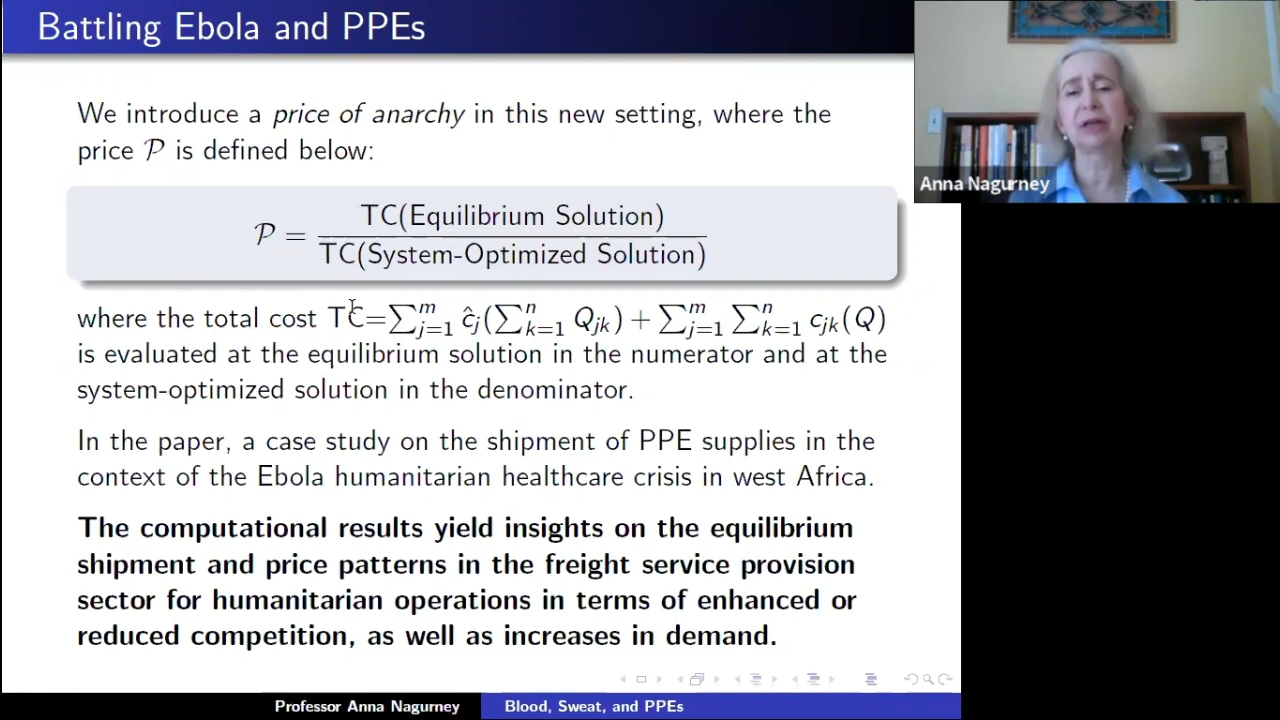 Battling Ebola and PPEs
We introduce a price of anarchy in this new setting, where the
price 𝒫 is defined below:
𝒫 = TC(Equilibrium Solution) / TC(System-Optimized Solution)
where the total cost TC=∑_{j=1}^{m} ĉ_j(∑_{k=1}^{n} Q_{jk}) + ∑_{j=1}^{m} ∑_{k=1}^{n} c_{jk}(Q)
is evaluated at the equilibrium solution in the numerator and at the
system-optimized solution in the denominator.
In the paper, a case study on the shipment of PPE supplies in the
context of the Ebola humanitarian healthcare crisis in west Africa.
The computational results yield insights on the equilibrium
shipment and price patterns in the freight service provision
sector for humanitarian operations in terms of enhanced or
reduced competition, as well as increases in demand.
Professor Anna Nagurney
Blood, Sweat, and PPEs
Anna Nagurney